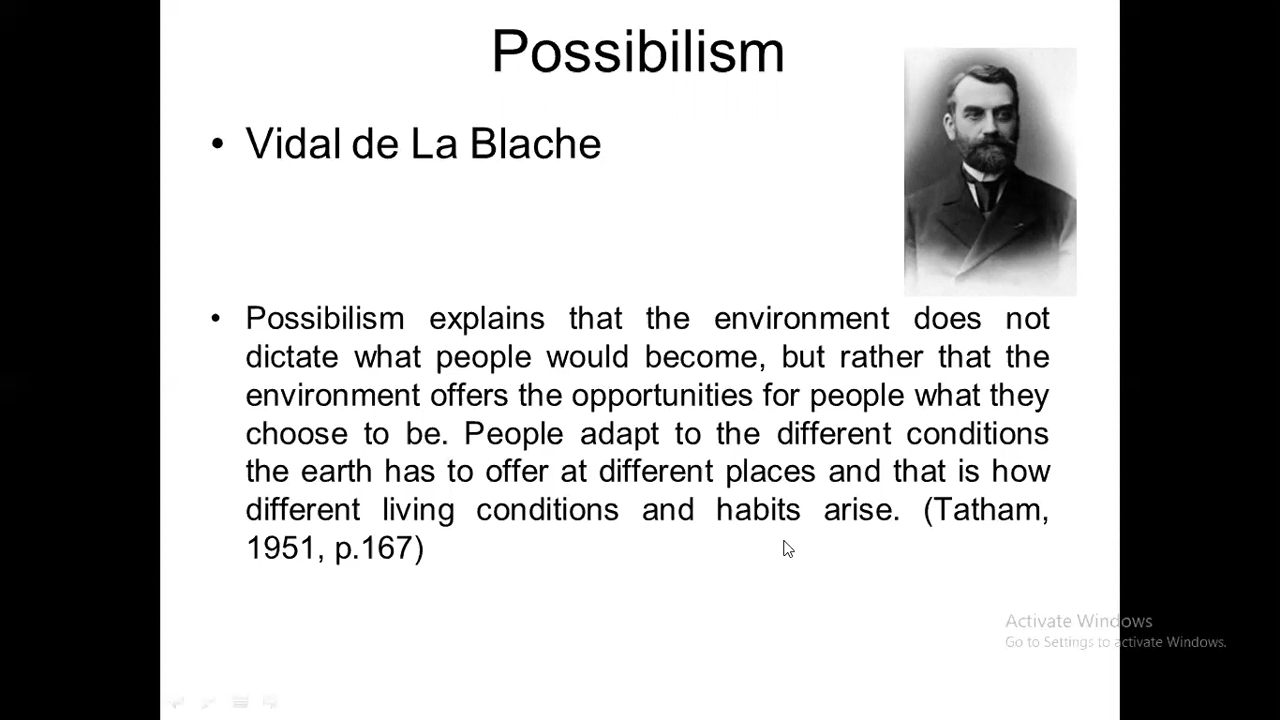 Possibilism
• Vidal de La Blache
• Possibilism explains that the environment does not
dictate what people would become, but rather that the
environment offers the opportunities for people what they
choose to be. People adapt to the different conditions
the earth has to offer at different places and that is how
different living conditions and habits arise. (Tatham,
1951, p.167)
Activate Windows
Go to Settings to activate Windows.